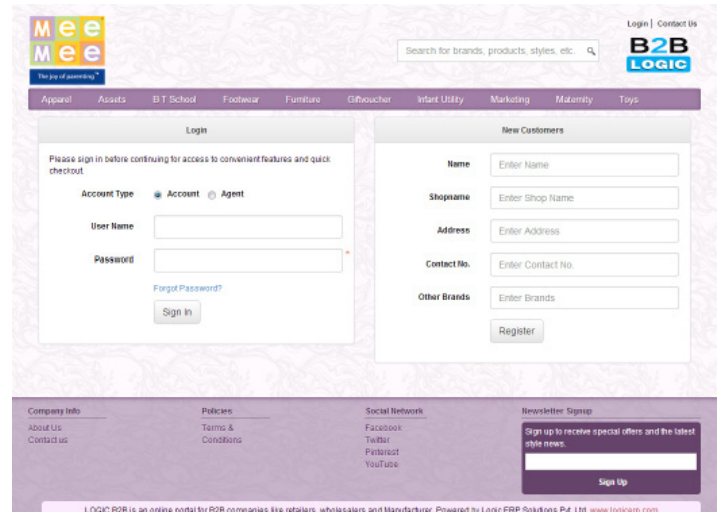 Mee
Mee
The joy of parenting
Login | Contact Us
Search for brands, products, styles, etc.
B2B
LOGIC
Apparel Assets B T School Footwear Furniture Giftvoucher Infant Utility Marketing Maternity Toys
Login
Please sign in before continuing for access to convenient features and quick
checkout
Account Type Account Agent
User Name
Password *
Forgot Password?
Sign In
New Customers
Name Enter Name
Shopname Enter Shop Name
Address Enter Address
Contact No. Enter Contact No.
Other Brands Enter Brands
Register
Company Info
About Us
Contact us
Policies
Terms &
Conditions
Social Network
Facebook
Twitter
Pinterest
YouTube
Newsletter Signup
Sign up to receive special offers and the latest
style news.
Sign Up
LOGIC B2B is an online portal for B2B companies like retailers, wholesalers and Manufacturer. Powered by Logic ERP Solutions Pvt. Ltd. www.logicerp.com